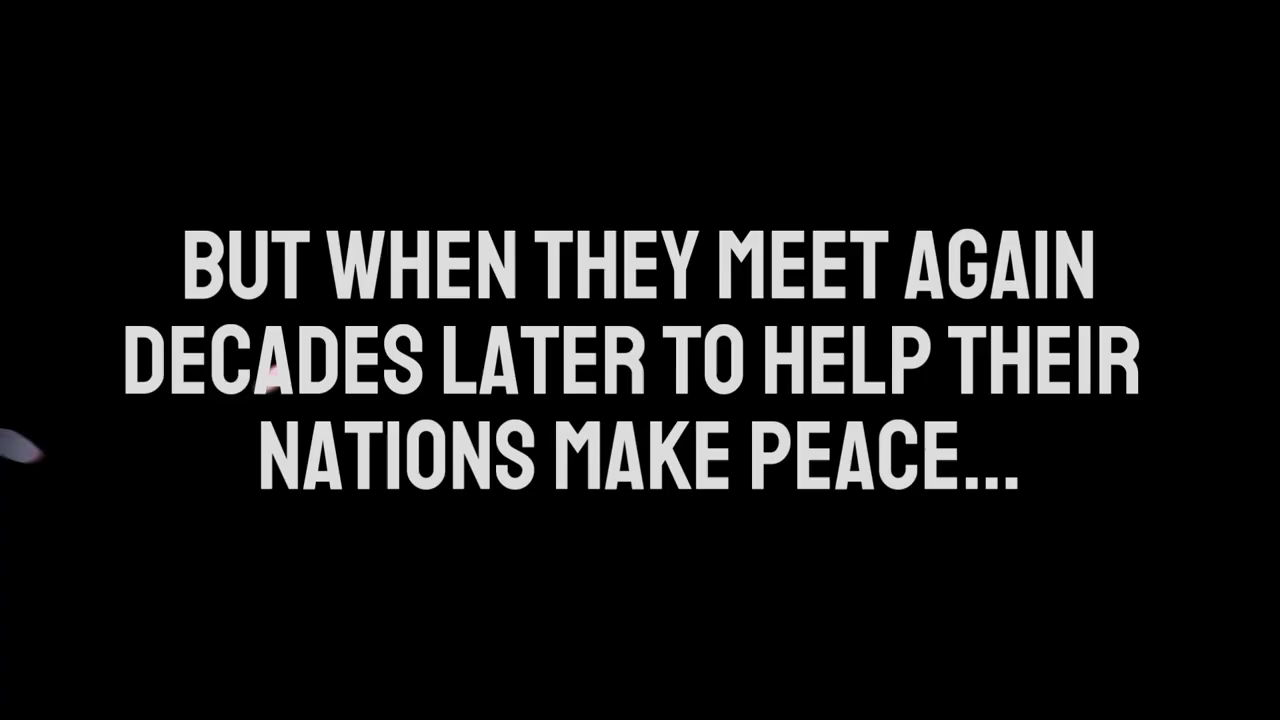 BUT WHEN THEY MEET AGAIN
DECADES LATER TO HELP THEIR
NATIONS MAKE PEACE...